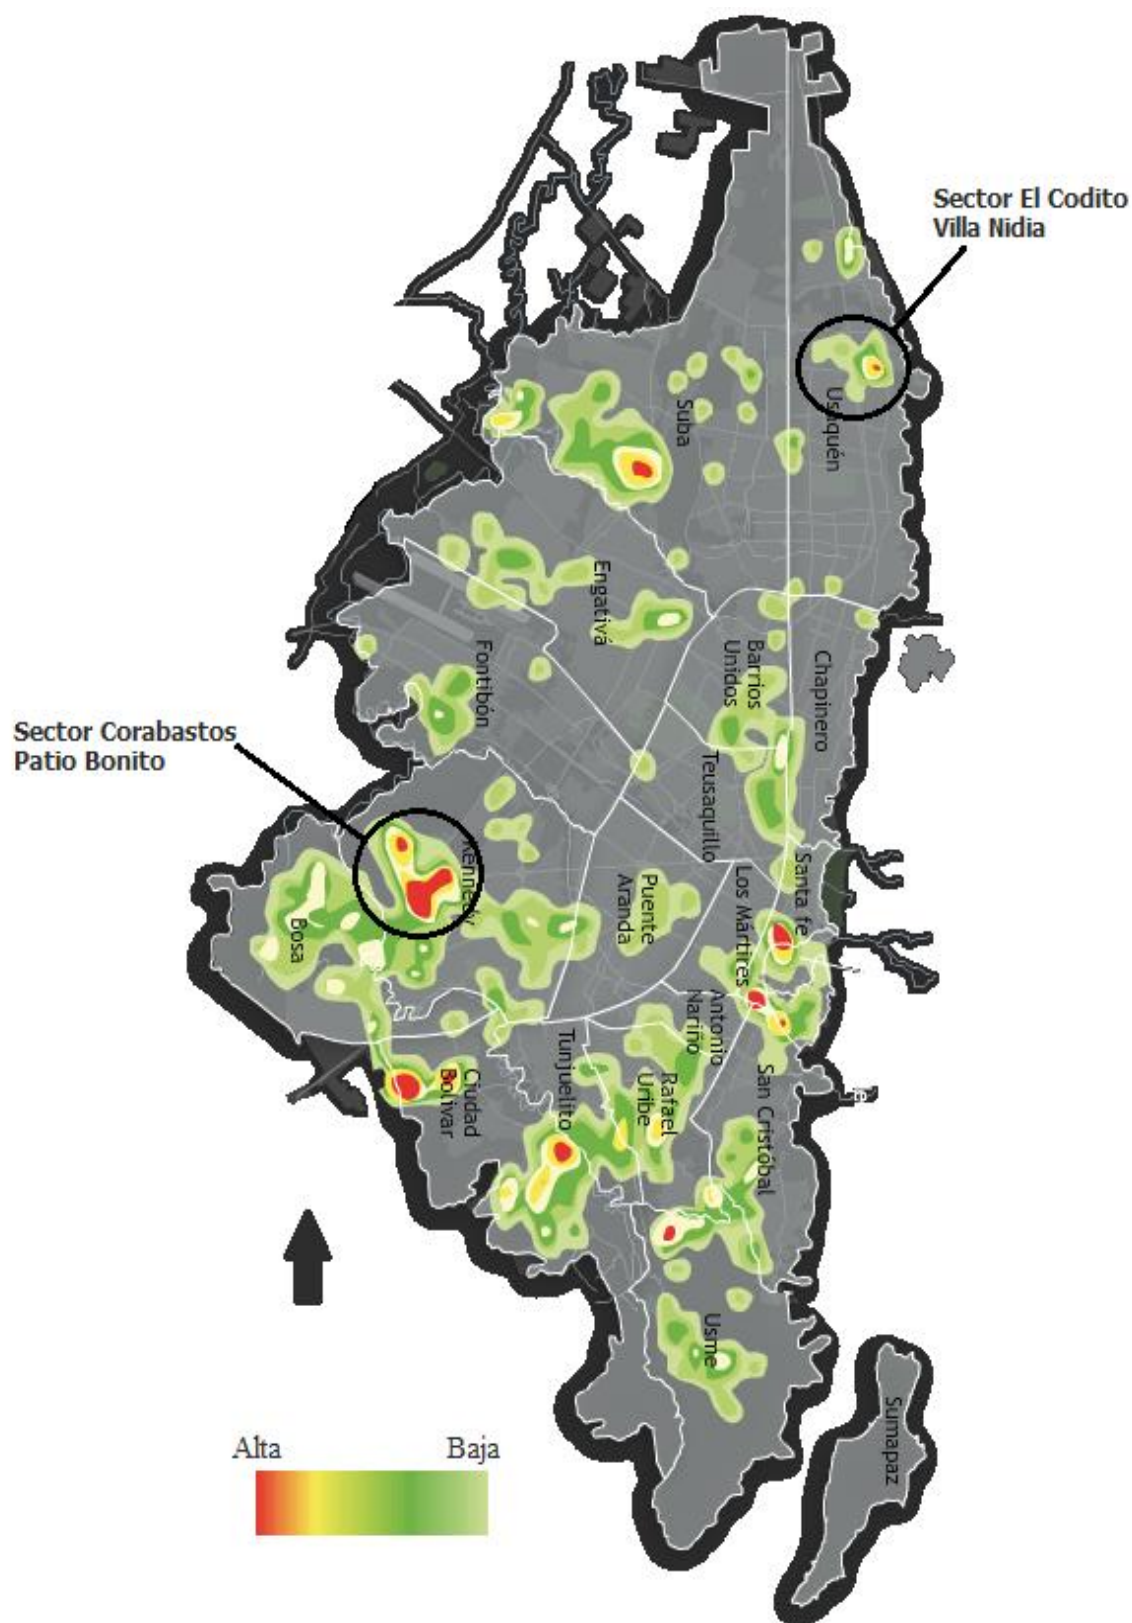 Sector El Codito
Villa Nidia
Usaquén
Suba
Engativá
Barrios
Unidos
Chapinero
Fontibón
Sector Corabastos
Patio Bonito
Teusaquillo
Kennedy
Puente
Aranda
Santa fe
Los Mártires
Bosa
Antonio
Nariño
Tunjuelito
Rafael
Uribe
San Cristóbal
Ciudad
Bolívar
Usme
Sumapaz
Alta
Baja